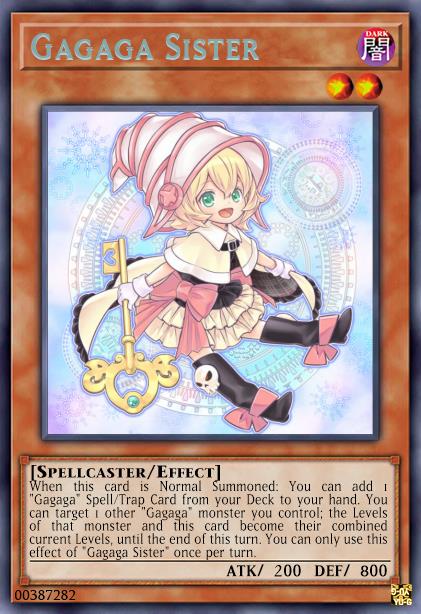 Gagaga Sister
DARK
闇
[Spellcaster/Effect]
When this card is Normal Summoned: You can add 1
"Gagaga" Spell/Trap Card from your Deck to your hand. You
can target 1 other "Gagaga" monster you control; the Levels
of that monster and this card become their combined
current Levels, until the end of this turn. You can only use this
effect of "Gagaga Sister" once per turn.
ATK/ 200 DEF/ 800
00387282